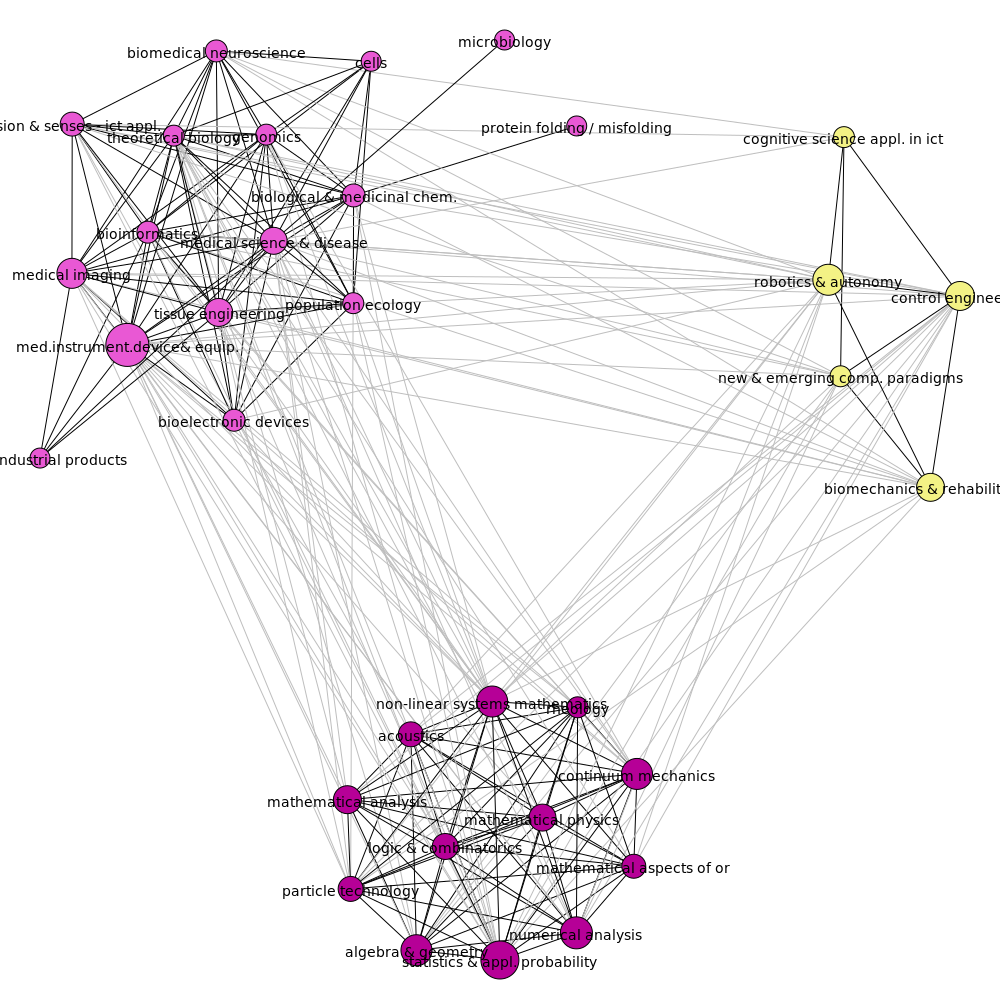 microbiology
biomedical neuroscience
cells
sion & senses - ict appl.
theoretical biology
genomics
protein folding / misfolding
cognitive science appl. in ict
biological & medicinal chem.
bioinformatics
medical science & disease
medical imaging
robotics & autonomy
control enginee
tissue engineering
population ecology
med.instrument.device& equip.
new & emerging comp. paradigms
bioelectronic devices
ndustrial products
biomechanics & rehabilit
non-linear systems mathematics
rheology
acoustics
continuum mechanics
mathematical analysis
mathematical physics
logic & combinatorics
mathematical aspects of or
particle technology
numerical analysis
algebra & geometry
statistics & appl. probability